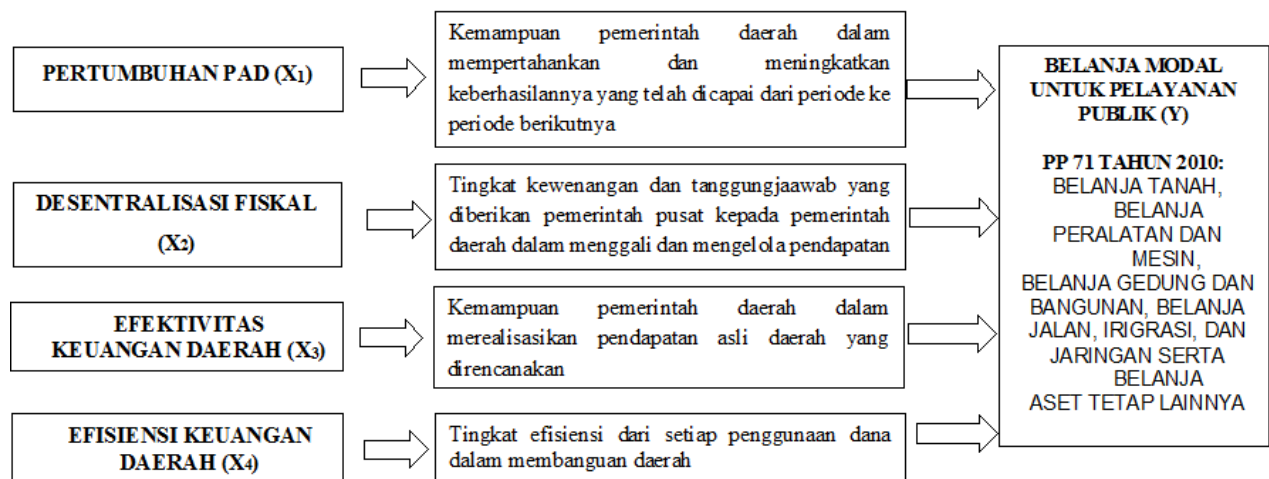 PERTUMBUHAN PAD (X₁)
Kemampuan pemerintah daerah dalam
mempertahankan dan meningkatkan
keberhasilannya yang telah dicapai dari periode ke
periode berikutnya
DESENTRALISASI FISKAL
(X₂)
Tingkat kewenangan dan tanggungjaawab yang
diberikan pemerintah pusat kepada pemerintah
daerah dalam menggali dan mengelola pendapatan
EFEKTIVITAS
KEUANGAN DAERAH (X₃)
Kemampuan pemerintah daerah dalam
merealisasikan pendapatan asli daerah yang
direncanakan
EFISIENSI KEUANGAN
DAERAH (X₄)
Tingkat efisiensi dari setiap penggunaan dana
dalam membanguan daerah
BELANJA MODAL
UNTUK PELAYANAN
PUBLIK (Y)
PP 71 TAHUN 2010:
BELANJA TANAH,
BELANJA
PERALATAN DAN
MESIN,
BELANJA GEDUNG DAN
BANGUNAN, BELANJA
JALAN, IRIGRASI, DAN
JARINGAN SERTA
BELANJA
ASET TETAP LAINNYA